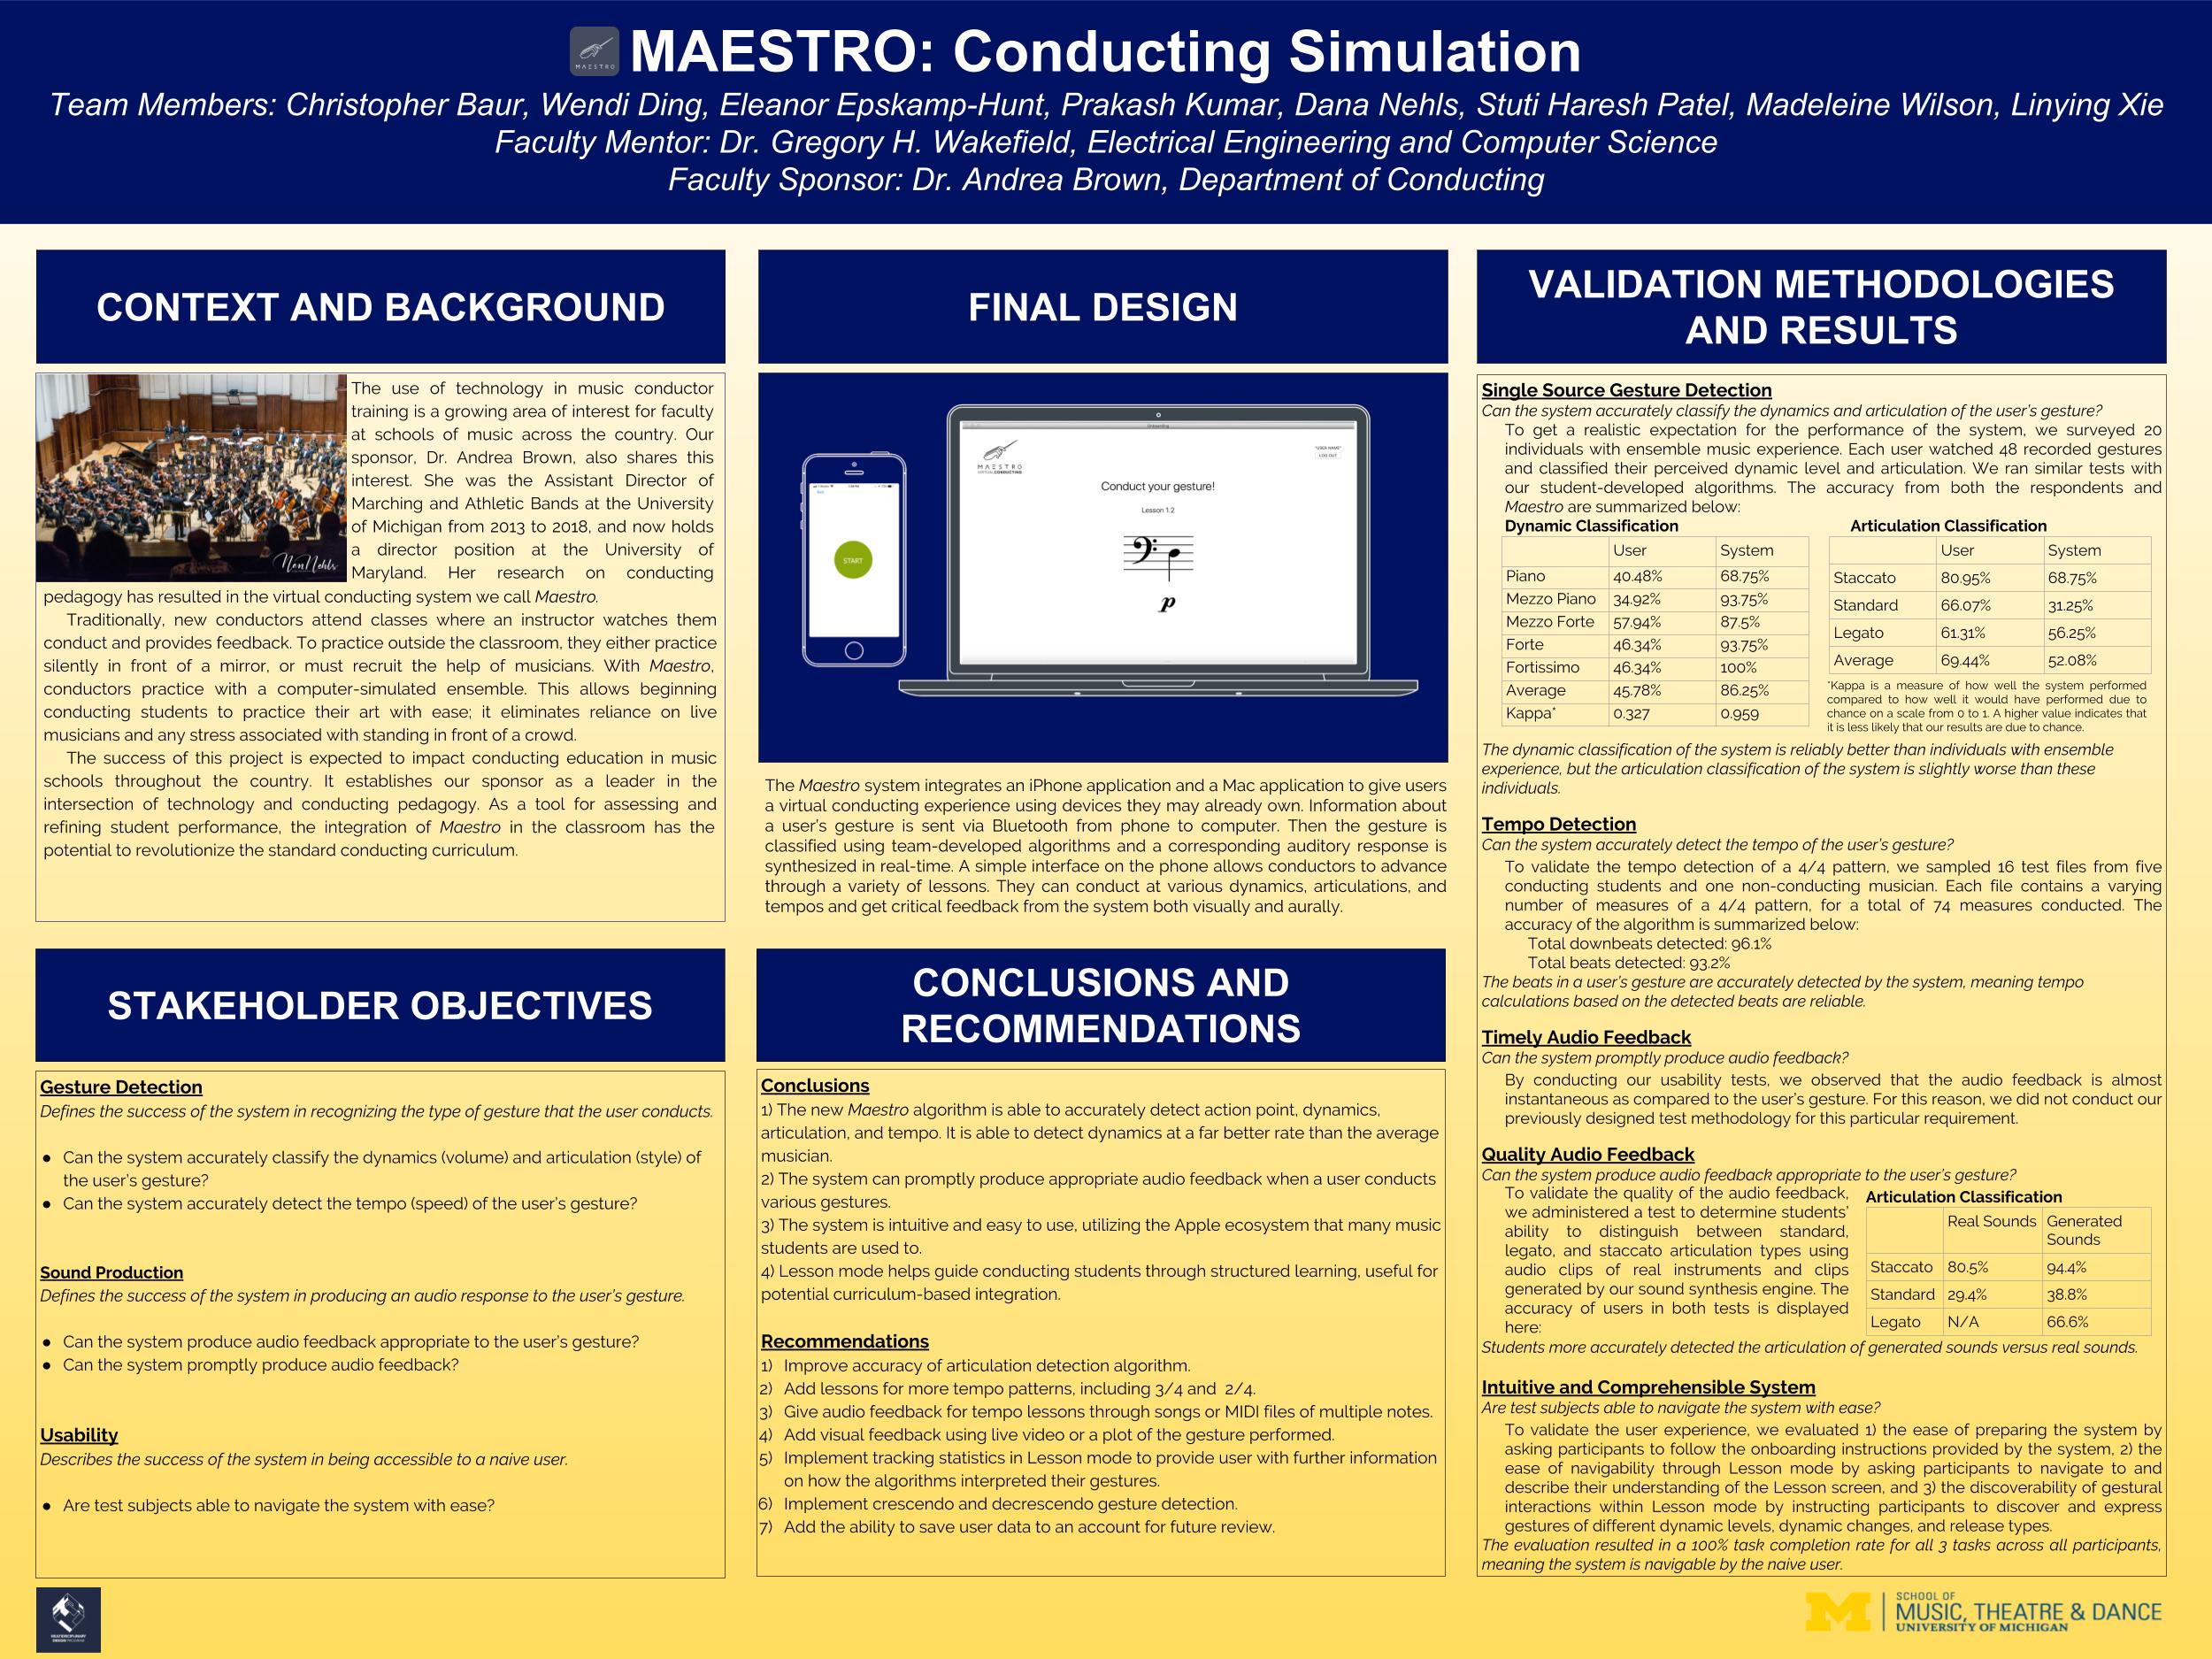 MAESTRO
MAESTRO: Conducting Simulation
Team Members: Christopher Baur, Wendi Ding, Eleanor Epskamp-Hunt, Prakash Kumar, Dana Nehls, Stuti Haresh Patel, Madeleine Wilson, Linying Xie
Faculty Mentor: Dr. Gregory H. Wakefield, Electrical Engineering and Computer Science
Faculty Sponsor: Dr. Andrea Brown, Department of Conducting
CONTEXT AND BACKGROUND
The use of technology in music conductor
training is a growing area of interest for faculty
at schools of music across the country. Our
sponsor, Dr. Andrea Brown, also shares this
interest. She was the Assistant Director of
Marching and Athletic Bands at the University
of Michigan from 2013 to 2018, and now holds
a director position at the University of
Maryland. Her research on conducting
pedagogy has resulted in the virtual conducting system we call Maestro.
Traditionally, new conductors attend classes where an instructor watches them
conduct and provides feedback. To practice outside the classroom, they either practice
silently in front of a mirror, or must recruit the help of musicians. With Maestro,
conductors practice with a computer-simulated ensemble. This allows beginning
conducting students to practice their art with ease; it eliminates reliance on live
musicians and any stress associated with standing in front of a crowd.
The success of this project is expected to impact conducting education in music
schools throughout the country. It establishes our sponsor as a leader in the
intersection of technology and conducting pedagogy. As a tool for assessing and
refining student performance, the integration of Maestro in the classroom has the
potential to revolutionize the standard conducting curriculum.
STAKEHOLDER OBJECTIVES
Gesture Detection
Defines the success of the system in recognizing the type of gesture that the user conducts.
● Can the system accurately classify the dynamics (volume) and articulation (style) of
the user's gesture?
● Can the system accurately detect the tempo (speed) of the user's gesture?
Sound Production
Defines the success of the system in producing an audio response to the user's gesture.
● Can the system produce audio feedback appropriate to the user's gesture?
● Can the system promptly produce audio feedback?
Usability
Describes the success of the system in being accessible to a naive user.
● Are test subjects able to navigate the system with ease?
FINAL DESIGN
START
MAESTRO
VIRTUAL CONDUCTING
"USER NAME"
LOG OUT
Conduct your gesture!
Lesson 1.2
p
The Maestro system integrates an iPhone application and a Mac application to give users
a virtual conducting experience using devices they may already own. Information about
a user's gesture is sent via Bluetooth from phone to computer. Then the gesture is
classified using team-developed algorithms and a corresponding auditory response is
synthesized in real-time. A simple interface on the phone allows conductors to advance
through a variety of lessons. They can conduct at various dynamics, articulations, and
tempos and get critical feedback from the system both visually and aurally.
CONCLUSIONS AND
RECOMMENDATIONS
Conclusions
1) The new Maestro algorithm is able to accurately detect action point, dynamics,
articulation, and tempo. It is able to detect dynamics at a far better rate than the average
musician.
2) The system can promptly produce appropriate audio feedback when a user conducts
various gestures.
3) The system is intuitive and easy to use, utilizing the Apple ecosystem that many music
students are used to.
4) Lesson mode helps guide conducting students through structured learning, useful for
potential curriculum-based integration.
Recommendations
1) Improve accuracy of articulation detection algorithm.
2) Add lessons for more tempo patterns, including 3/4 and 2/4.
3) Give audio feedback for tempo lessons through songs or MIDI files of multiple notes.
4) Add visual feedback using live video or a plot of the gesture performed.
5) Implement tracking statistics in Lesson mode to provide user with further information
on how the algorithms interpreted their gestures.
6) Implement crescendo and decrescendo gesture detection.
7) Add the ability to save user data to an account for future review.
VALIDATION METHODOLOGIES
AND RESULTS
Single Source Gesture Detection
Can the system accurately classify the dynamics and articulation of the user's gesture?
To get a realistic expectation for the performance of the system, we surveyed 20
individuals with ensemble music experience. Each user watched 48 recorded gestures
and classified their perceived dynamic level and articulation. We ran similar tests with
our student-developed algorithms. The accuracy from both the respondents and
Maestro are summarized below:
Dynamic Classification
User System
Piano 40.48% 68.75%
Mezzo Piano 34.92% 93.75%
Mezzo Forte 57.94% 87.5%
Forte 46.34% 93.75%
Fortissimo 46.34% 100%
Average 45.78% 86.25%
Kappa* 0.327 0.959
Articulation Classification
User System
Staccato 80.95% 68.75%
Standard 66.07% 31.25%
Legato 61.31% 56.25%
Average 69.44% 52.08%
*Kappa is a measure of how well the system performed
compared to how well it would have performed due to
chance on a scale from 0 to 1. A higher value indicates that
it is less likely that our results are due to chance.
The dynamic classification of the system is reliably better than individuals with ensemble
experience, but the articulation classification of the system is slightly worse than these
individuals.
Tempo Detection
Can the system accurately detect the tempo of the user's gesture?
To validate the tempo detection of a 4/4 pattern, we sampled 16 test files from five
conducting students and one non-conducting musician. Each file contains a varying
number of measures of a 4/4 pattern, for a total of 74 measures conducted. The
accuracy of the algorithm is summarized below:
Total downbeats detected: 96.1%
Total beats detected: 93.2%
The beats in a user's gesture are accurately detected by the system, meaning tempo
calculations based on the detected beats are reliable.
Timely Audio Feedback
Can the system promptly produce audio feedback?
By conducting our usability tests, we observed that the audio feedback is almost
instantaneous as compared to the user's gesture. For this reason, we did not conduct our
previously designed test methodology for this particular requirement.
Quality Audio Feedback
Can the system produce audio feedback appropriate to the user's gesture?
To validate the quality of the audio feedback,
we administered a test to determine students'
ability to distinguish between standard,
legato, and staccato articulation types using
audio clips of real instruments and clips
generated by our sound synthesis engine. The
accuracy of users in both tests is displayed
here:
Articulation Classification
Real Sounds Generated
Sounds
Staccato 80.5% 94.4%
Standard 29.4% 38.8%
Legato N/A 66.6%
Students more accurately detected the articulation of generated sounds versus real sounds.
Intuitive and Comprehensible System
Are test subjects able to navigate the system with ease?
To validate the user experience, we evaluated 1) the ease of preparing the system by
asking participants to follow the onboarding instructions provided by the system, 2) the
ease of navigability through Lesson mode by asking participants to navigate to and
describe their understanding of the Lesson screen, and 3) the discoverability of gestural
interactions within Lesson mode by instructing participants to discover and express
gestures of different dynamic levels, dynamic changes, and release types.
The evaluation resulted in a 100% task completion rate for all 3 tasks across all participants,
meaning the system is navigable by the naive user.
M
SCHOOL OF
MUSIC, THEATRE & DANCE
UNIVERSITY OF MICHIGAN